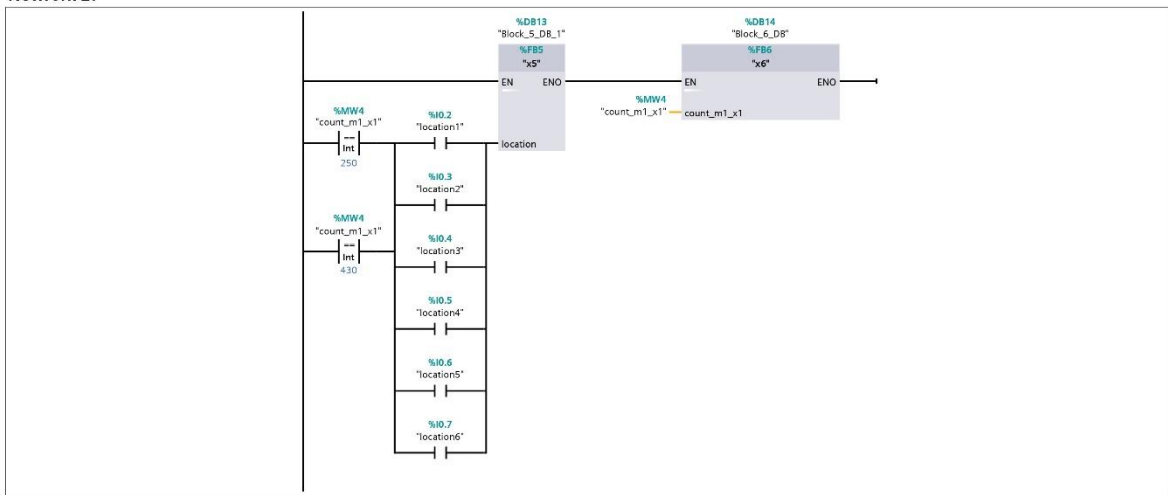 %DB13
"Block_5_DB_1"
%FB5
"x5"
EN ENO
location
%DB14
"Block_6_DB"
%FB6
"x6"
EN ENO
%MW4
"count_m1_x1"
count_m1_x1
%MW4
"count_m1_x1"
==
Int
250
%I0.2
"location1"
%I0.3
"location2"
%MW4
"count_m1_x1"
==
Int
430
%I0.4
"location3"
%I0.5
"location4"
%I0.6
"location5"
%I0.7
"location6"